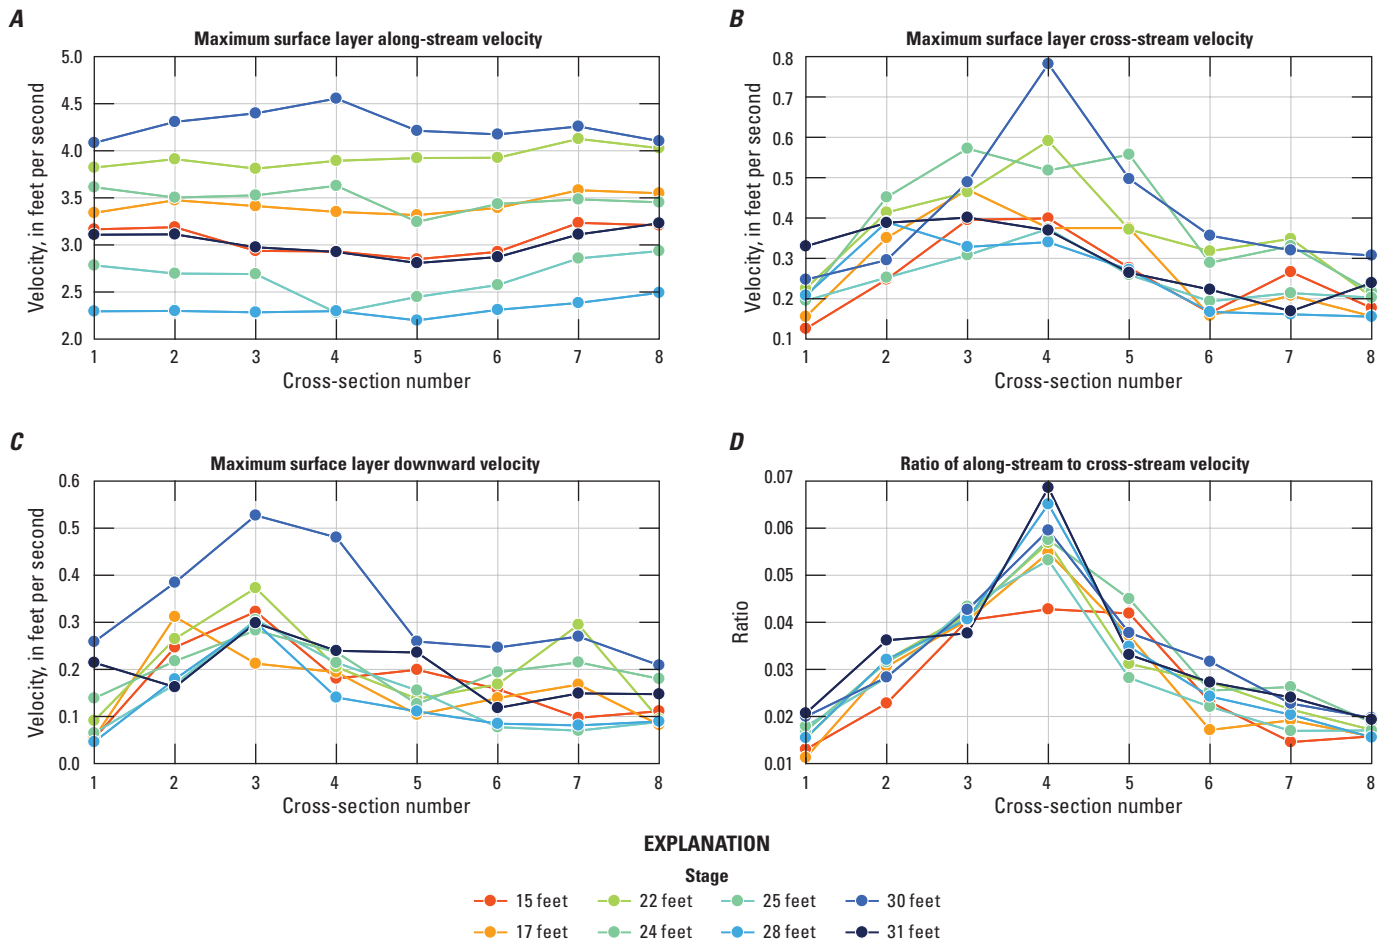 A
Maximum surface layer along-stream velocity
Velocity, in feet per second
5.0
4.5
4.0
3.5
3.0
2.5
2.0
1 2 3 4 5 6 7 8
Cross-section number
B
Maximum surface layer cross-stream velocity
Velocity, in feet per second
0.8
0.7
0.6
0.5
0.4
0.3
0.2
0.1
1 2 3 4 5 6 7 8
Cross-section number
C
Maximum surface layer downward velocity
Velocity, in feet per second
0.6
0.5
0.4
0.3
0.2
0.1
0.0
1 2 3 4 5 6 7 8
Cross-section number
D
Ratio of along-stream to cross-stream velocity
Ratio
0.07
0.06
0.05
0.04
0.03
0.02
0.01
1 2 3 4 5 6 7 8
Cross-section number
EXPLANATION
Stage
15 feet 22 feet 25 feet 30 feet
17 feet 24 feet 28 feet 31 feet